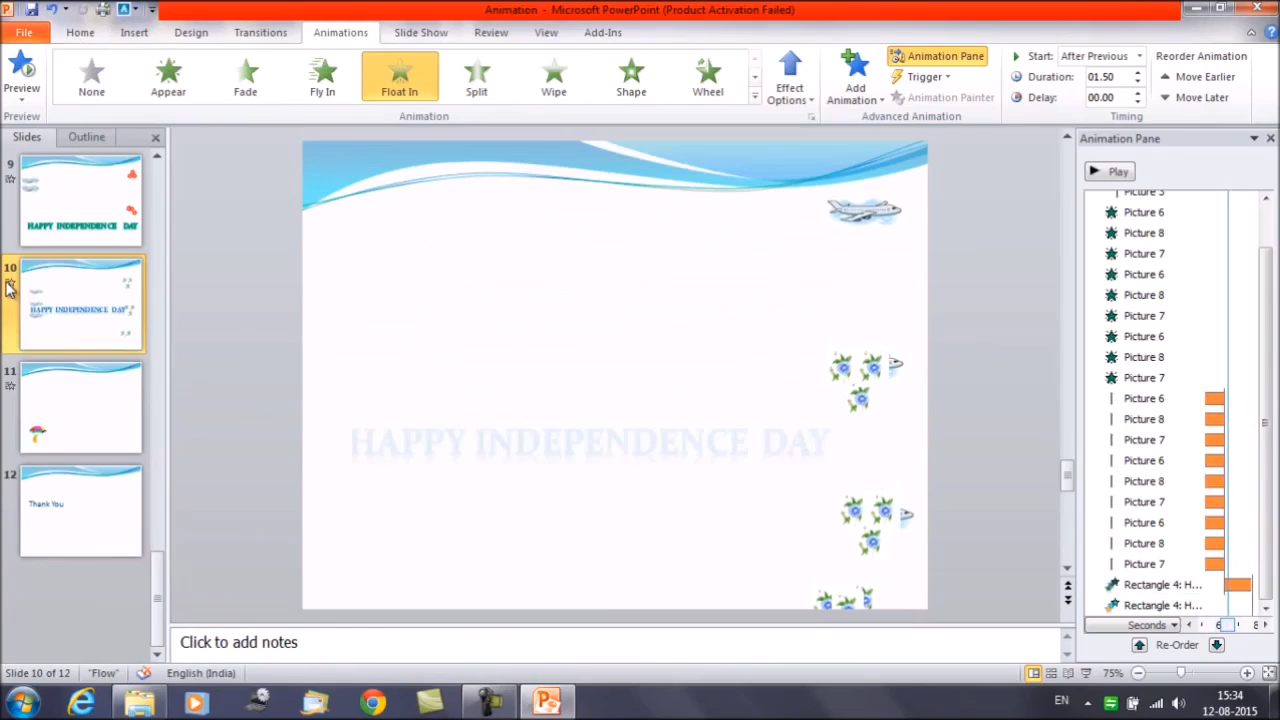 Animation - Microsoft PowerPoint (Product Activation Failed)
File Home Insert Design Transitions Animations Slide Show Review View Add-Ins
Preview
None Appear Fade Fly In Float In Split Wipe Shape Wheel
Effect Options
Add Animation
Animation Pane
Trigger
Animation Painter
Start: After Previous
Duration: 01.50
Delay: 00.00
Reorder Animation
Move Earlier
Move Later
Preview Animation Advanced Animation Timing
Slides Outline
9
HAPPY INDEPENDENCE DAY
10
HAPPY INDEPENDENCE DAY
11
12
Thank You
HAPPY INDEPENDENCE DAY
Click to add notes
Animation Pane
Play
Picture 3
Picture 6
Picture 8
Picture 7
Picture 6
Picture 8
Picture 7
Picture 6
Picture 8
Picture 7
Picture 6
Picture 8
Picture 7
Picture 6
Picture 8
Picture 7
Picture 6
Picture 8
Picture 7
Rectangle 4: H...
Rectangle 4: H...
Seconds 6 8
Re-Order
Slide 10 of 12 "Flow" English (India) 75%
EN 15:34
12-08-2015